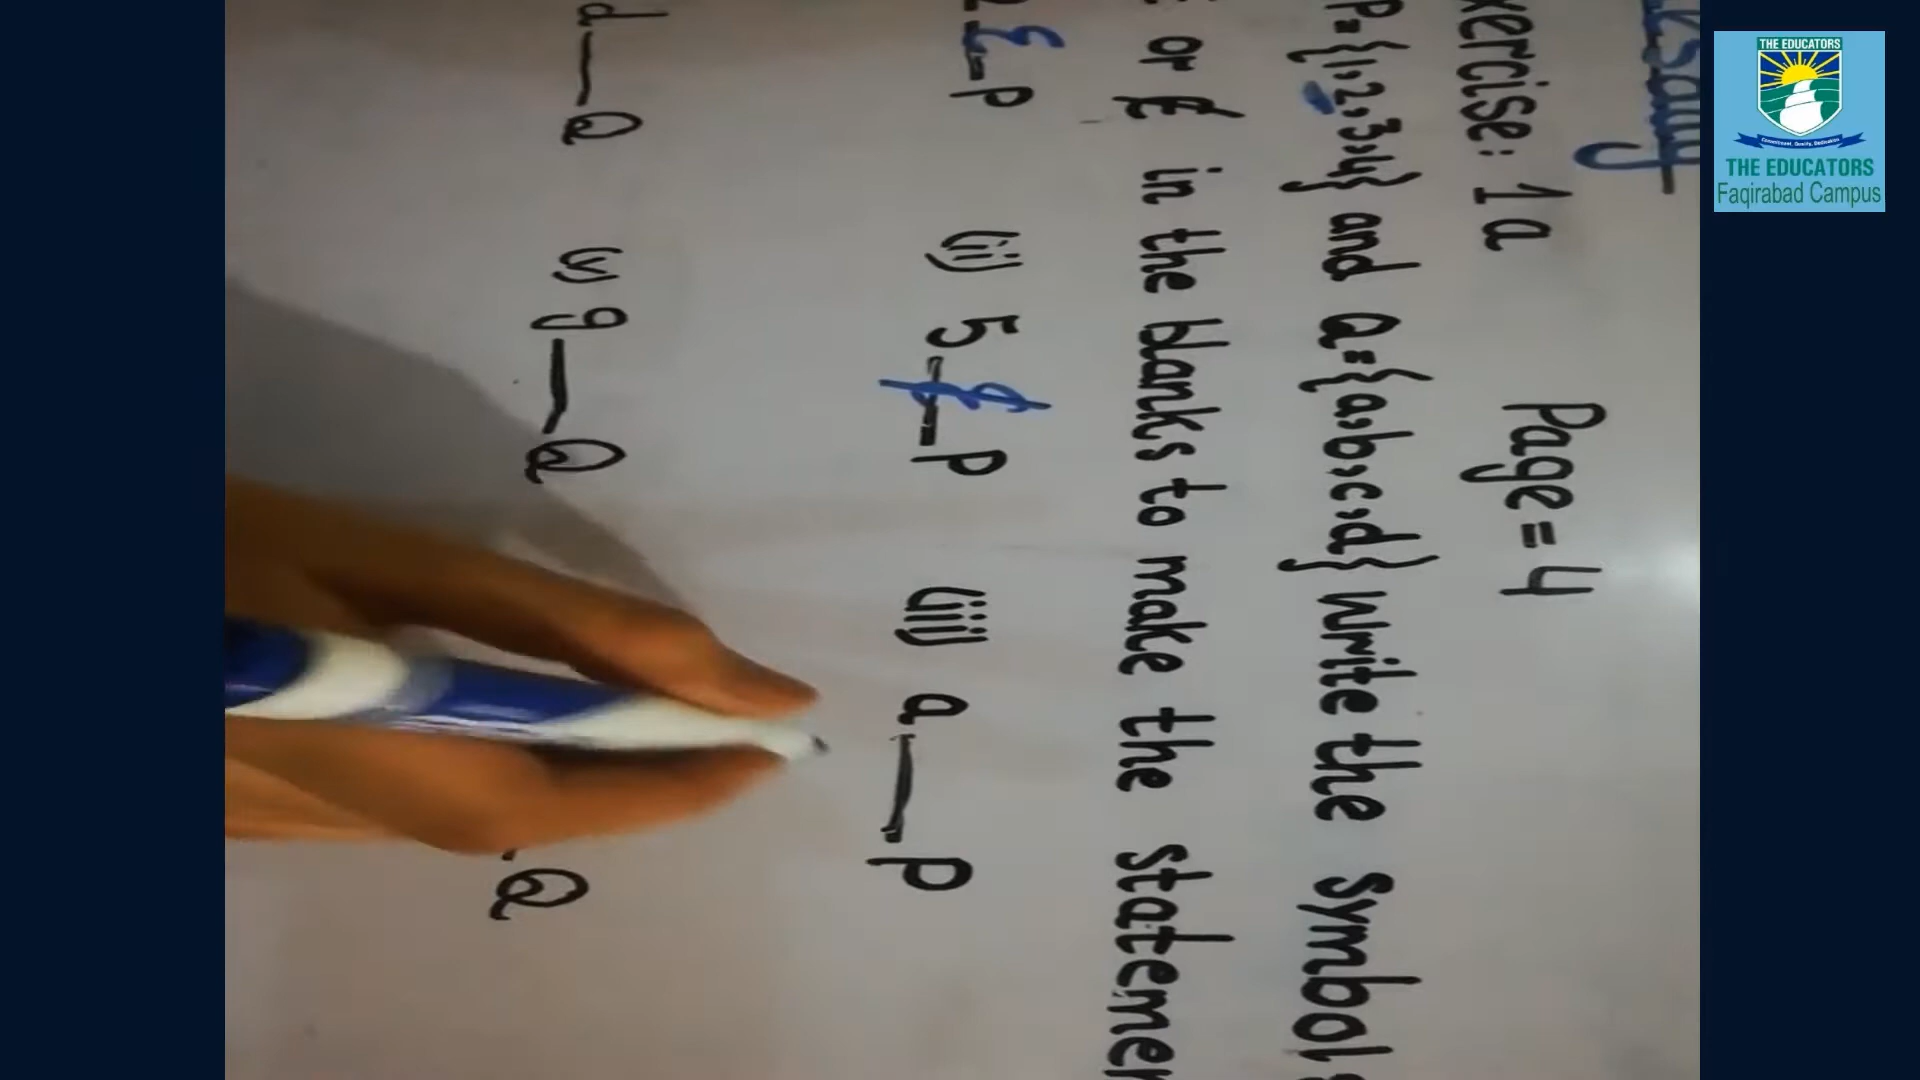 Exercise: 1a Page = 4
P={1,2,3,4} and Q={a,b,c,d} write the symbol
∈ or ∉ in the blanks to make the statemen
2 ∈ P (ii) 5 ∉ P (iii) a __ P
d __ Q (v) 9 __ Q Q
THE EDUCATORS
THE EDUCATORS
Faqirabad Campus